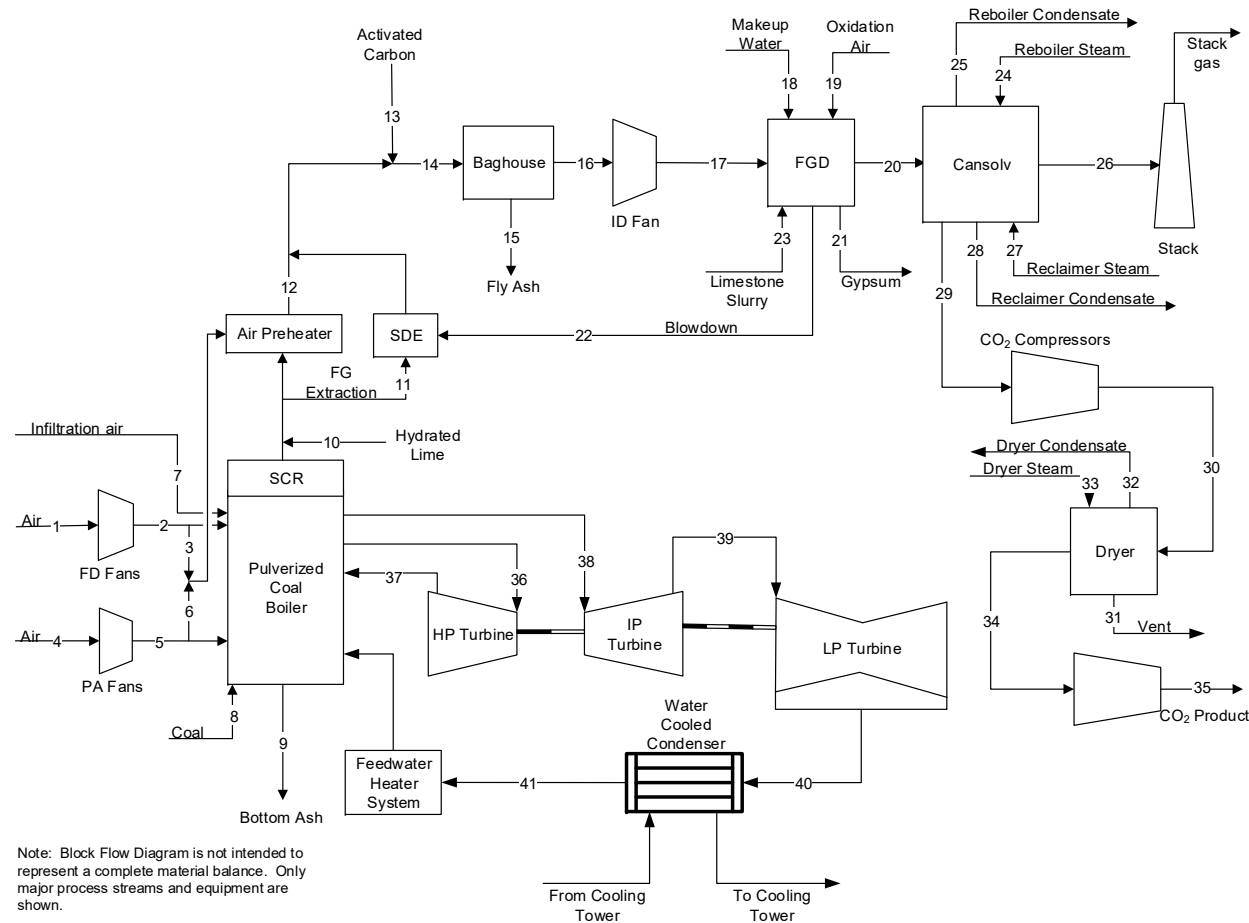 Activated
Carbon
Makeup
Water
Oxidation
Air
Reboiler Condensate
Reboiler Steam
Stack
gas
25
24
18
19
13
14
Baghouse
16
ID Fan
17
FGD
20
Cansolv
26
Stack
15
Fly Ash
23
Limestone
Slurry
21
Gypsum
29
28
27
Reclaimer Steam
Reclaimer Condensate
12
Air Preheater
SDE
22
Blowdown
FG
Extraction
11
CO₂ Compressors
Infiltration air
7
10
Hydrated
Lime
SCR
Dryer Condensate
Dryer Steam
33
32
30
Air
1
FD Fans
2
3
6
Air
4
PA Fans
5
Pulverized
Coal
Boiler
38
36
37
39
HP Turbine
IP
Turbine
LP Turbine
Dryer
34
31
Vent
35
CO₂ Product
Coal
8
9
Bottom Ash
Feedwater
Heater
System
41
Water
Cooled
Condenser
40
From Cooling
Tower
To Cooling
Tower
Note: Block Flow Diagram is not intended to
represent a complete material balance. Only
major process streams and equipment are
shown.